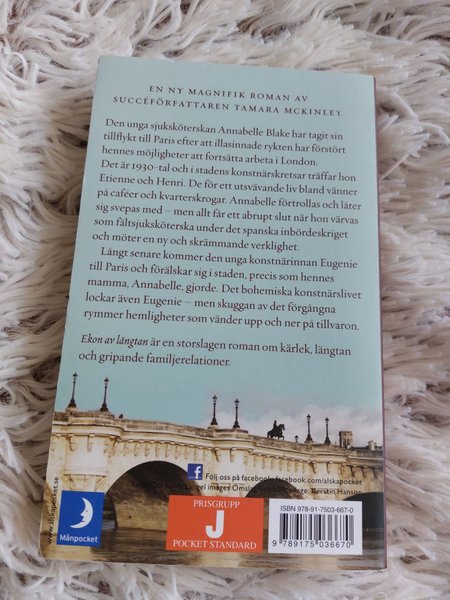 EN NY MAGNIFIK ROMAN AV
SUCCÉFÖRFATTAREN TAMARA MCKINLEY
Den unga sjuksköterskan Annabelle Blake har tagit sin
tillflykt till Paris efter att illasinnade rykten har förstört
hennes möjligheter att fortsätta arbeta i London.
Det är 1930-tal och i stadens konstnärskretsar träffar hon
Etienne och Henri. De för ett utsvävande liv bland vänner
på caféer och kvarterskrogar. Annabelle förtrollas och låter
sig svepas med – men allt får ett abrupt slut när hon värvas
som fältsjuksköterska under det spanska inbördeskriget
och möter en ny och skrämmande verklighet.
Långt senare kommer den unga konstnärinnan Eugenie
till Paris och förälskar sig i staden, precis som hennes
mamma, Annabelle, gjorde. Det bohemiska konstnärslivet
lockar även Eugenie – men skuggan av det förgångna
rymmer hemligheter som vänder upp och ner på tillvaron.
Ekon av längtan är en storslagen roman om kärlek, längtan
och gripande familjerelationer.
Följ oss på facebook: facebook.com/alskapocket
images Omsla
Kerstin Hanson
www.alskapocket.se
Månpocket
PRISGRUPP
J
POCKET STANDARD
ISBN 978-91-7503-667-0
9 789175 036670